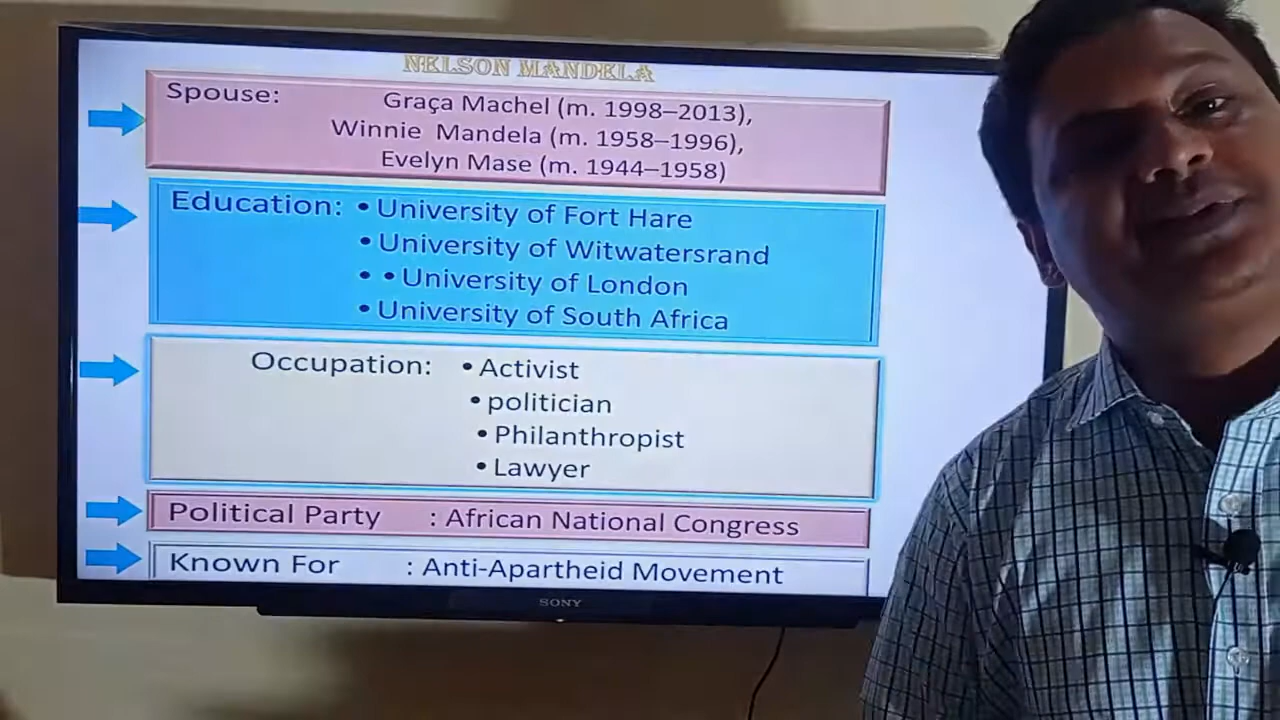 NELSON MANDELA
Spouse: Graça Machel (m. 1998–2013),
Winnie Mandela (m. 1958–1996),
Evelyn Mase (m. 1944–1958)
Education: • University of Fort Hare
• University of Witwatersrand
• • University of London
• University of South Africa
Occupation: • Activist
• politician
• Philanthropist
• Lawyer
Political Party : African National Congress
Known For : Anti-Apartheid Movement
SONY